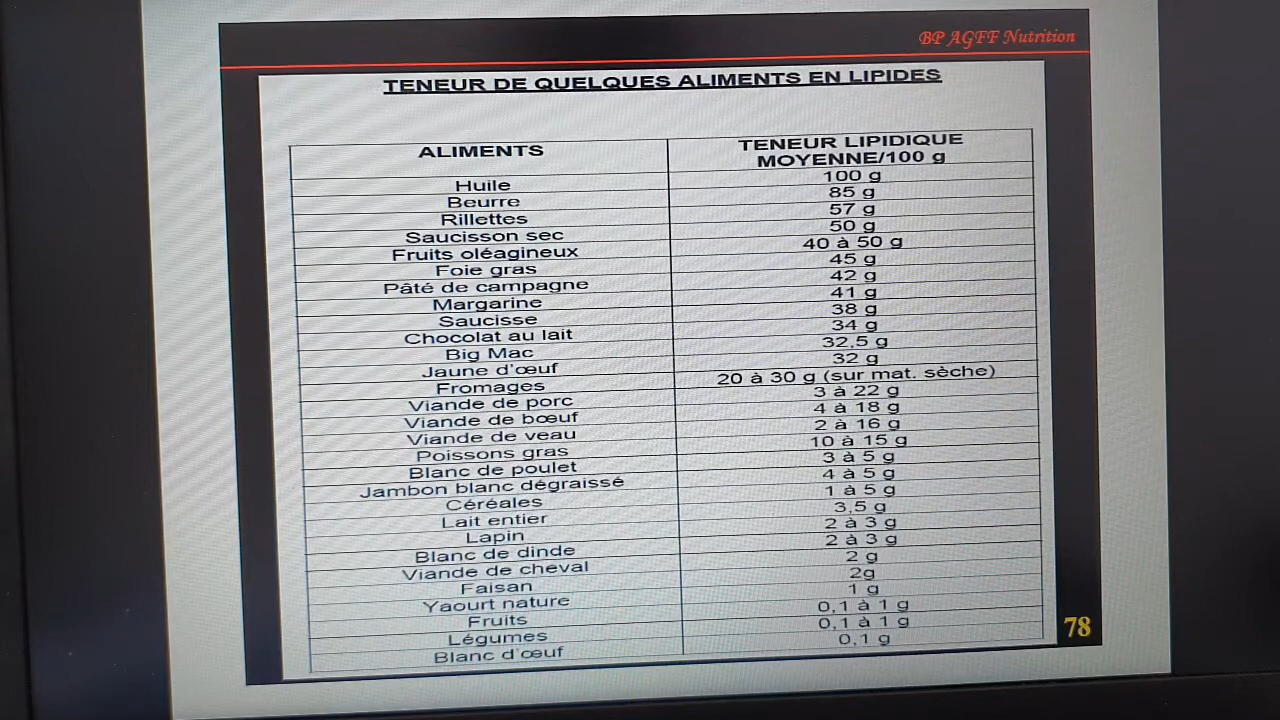 BP AGFF Nutrition
TENEUR DE QUELQUES ALIMENTS EN LIPIDES
ALIMENTS TENEUR LIPIDIQUE MOYENNE/100 g
Huile 100 g
Beurre 85 g
Rillettes 57 g
Saucisson sec 50 g
Fruits oléagineux 40 à 50 g
Foie gras 45 g
Pâté de campagne 42 g
Margarine 41 g
Saucisse 38 g
Chocolat au lait 34 g
Big Mac 32,5 g
Jaune d'œuf 32 g
Fromages 20 à 30 g (sur mat. sèche)
Viande de porc 3 à 22 g
Viande de bœuf 4 à 18 g
Viande de veau 2 à 16 g
Poissons gras 10 à 15 g
Blanc de poulet 3 à 5 g
Jambon blanc dégraissé 4 à 5 g
Céréales 1 à 5 g
Lait entier 3,5 g
Lapin 2 à 3 g
Blanc de dinde 2 à 3 g
Viande de cheval 2 g
Faisan 2g
Yaourt nature 1 g
Fruits 0,1 à 1 g
Légumes 0,1 à 1 g
Blanc d'œuf 0,1 g
78